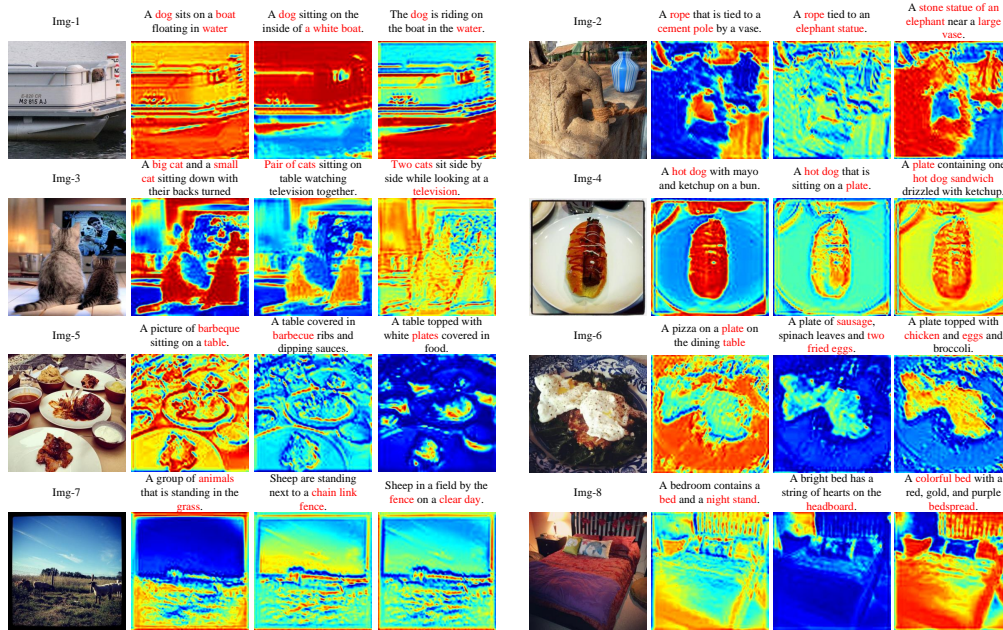 Img-1
A dog sits on a boat
floating in water
A dog sitting on the
inside of a white boat.
The dog is riding on
the boat in the water.
Img-2
A rope that is tied to a
cement pole by a vase.
A rope tied to an
elephant statue.
A stone statue of an
elephant near a large
vase.
MS 815 AJ
Img-3
A big cat and a small
cat sitting down with
their backs turned
Pair of cats sitting on
table watching
television together.
Two cats sit side by
side while looking at a
television.
Img-4
A hot dog with mayo
and ketchup on a bun.
A hot dog that is
sitting on a plate.
A plate containing one
hot dog sandwich
drizzled with ketchup.
Img-5
A picture of barbeque
sitting on a table.
A table covered in
barbecue ribs and
dipping sauces.
A table topped with
white plates covered in
food.
Img-6
A pizza on a plate on
the dining table
A plate of sausage,
spinach leaves and two
fried eggs.
A plate topped with
chicken and eggs and
broccoli.
Img-7
A group of animals
that is standing in the
grass.
Sheep are standing
next to a chain link
fence.
Sheep in a field by the
fence on a clear day.
Img-8
A bedroom contains a
bed and a night stand.
A bright bed has a
string of hearts on the
headboard.
A colorful bed with a
red, gold, and purple
bedspread.